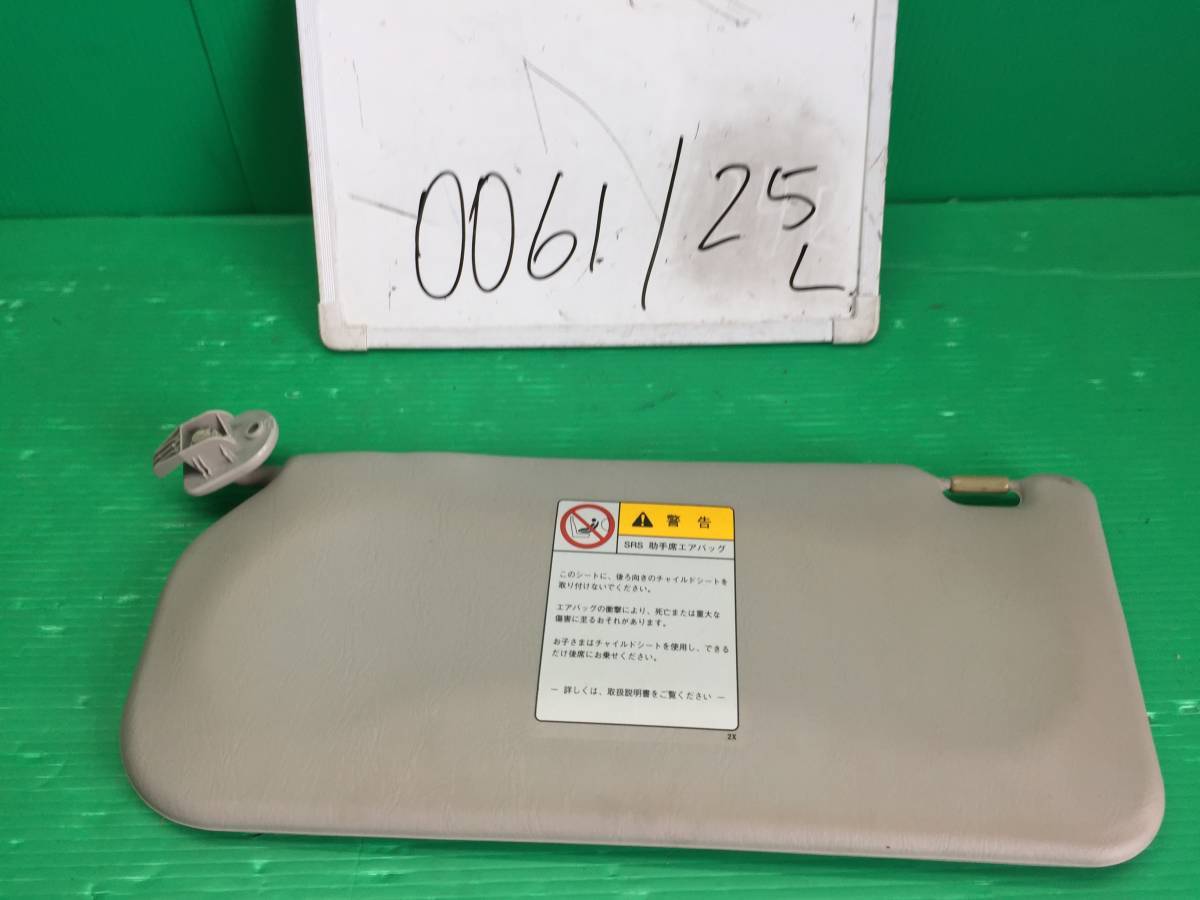 0061/25
L
警告
SRS 助手席エアバッグ
このシートに、後ろ向きのチャイルドシートを
取り付けないでください。
エアバッグの衝撃により、死亡または重大な
傷害に至るおそれがあります。
お子さまはチャイルドシートを使用し、できる
だけ後席にお乗せください。
― 詳しくは、取扱説明書をご覧ください ―
2X